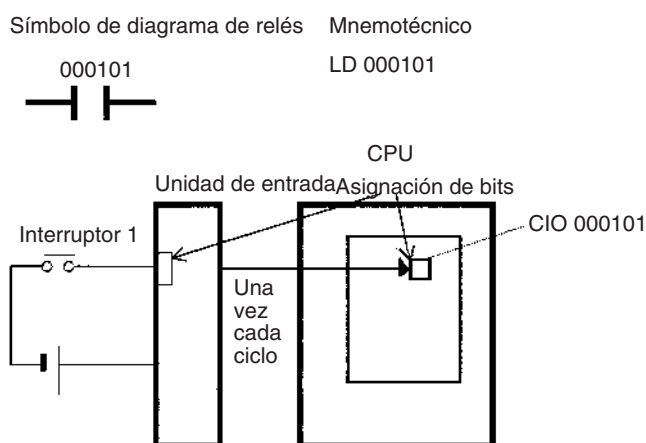 Símbolo de diagrama de relés
Mnemotécnico
000101
LD 000101
CPU
Unidad de entrada
Asignación de bits
Interruptor 1
CIO 000101
Una
vez
cada
ciclo